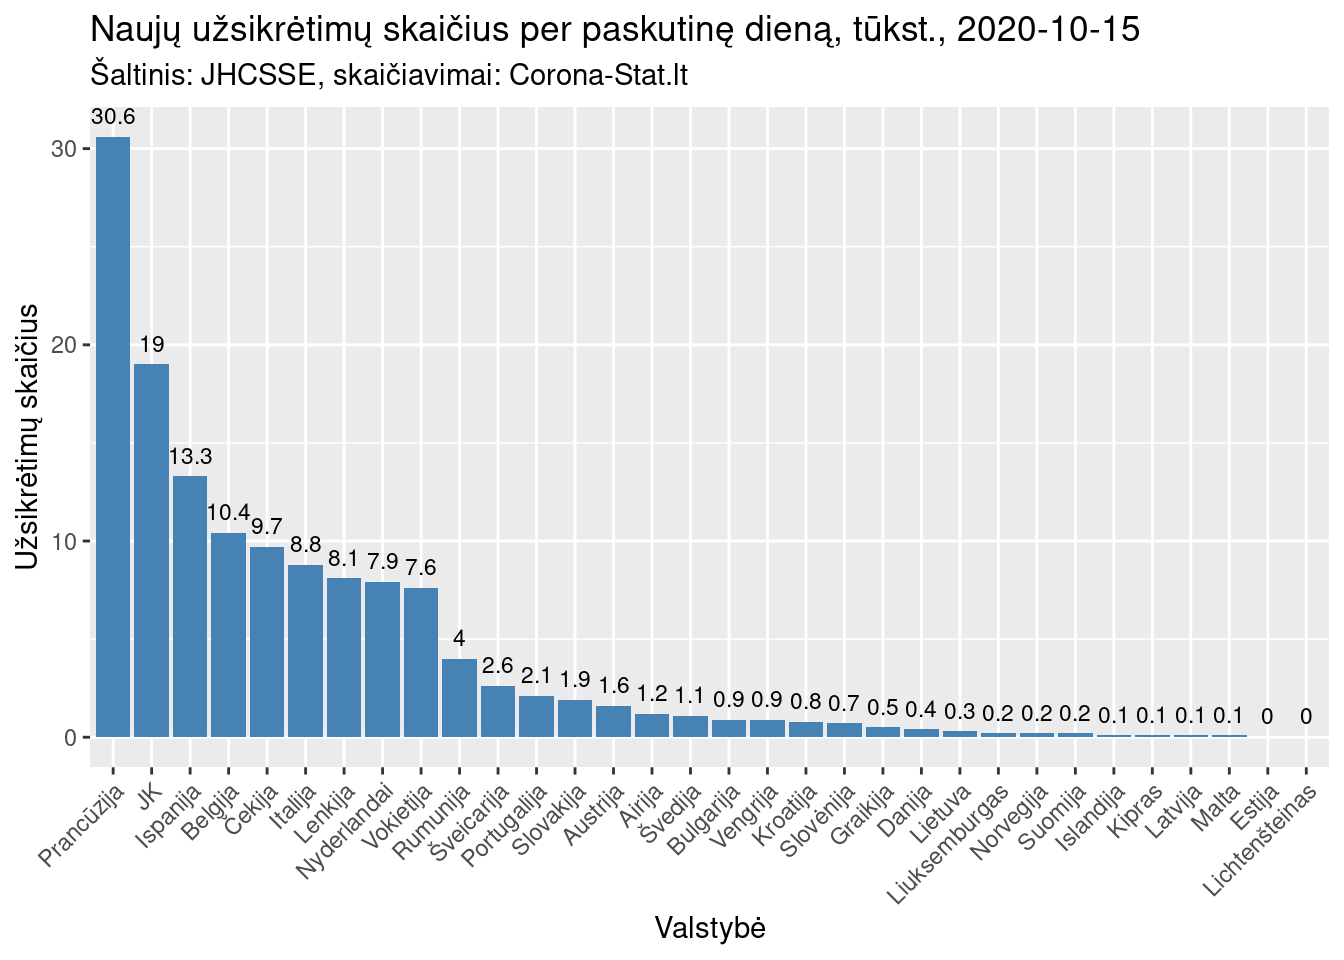 Naujų užsikrėtimų skaičius per paskutinę dieną, tūkst., 2020-10-15
Šaltinis: JHCSSE, skaičiavimai: Corona-Stat.lt
Užsikrėtimų skaičius
30
20
10
0
30.6
19
13.3
10.4
9.7
8.8
8.1
7.9
7.6
4
2.6
2.1
1.9
1.6
1.2
1.1
0.9
0.9
0.8
0.7
0.5
0.4
0.3
0.2
0.2
0.2
0.1
0.1
0.1
0.1
0
0
Prancūzija
JK
Ispanija
Belgija
Čekija
Italija
Lenkija
Nyderlandai
Vokietija
Rumunija
Šveicarija
Portugalija
Slovakija
Austrija
Airija
Švedija
Bulgarija
Vengrija
Kroatija
Slovėnija
Graikija
Danija
Lietuva
Liuksemburgas
Norvegija
Suomija
Islandija
Kipras
Latvija
Malta
Estija
Lichtenšteinas
Valstybė